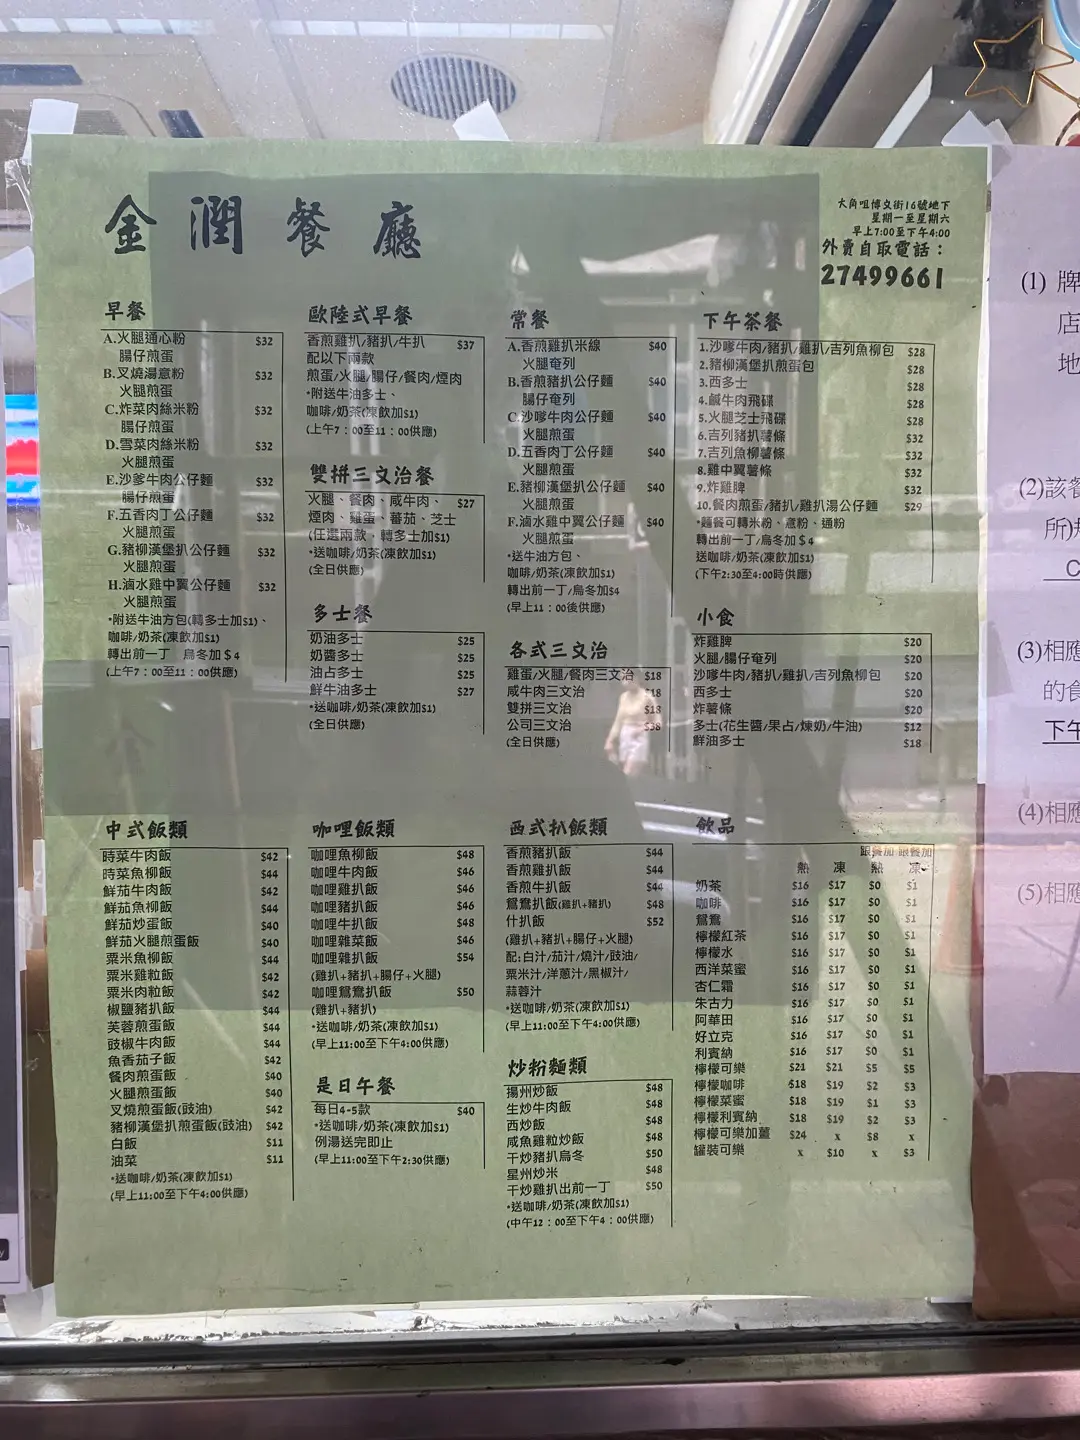 金潤餐廳
大角咀博文街16號地下
星期一至星期六
早上7:00至下午4:00
外賣自取電話：
27499661
早餐
A.火腿通心粉 $32
腸仔煎蛋
B.叉燒湯意粉 $32
火腿煎蛋
C.炸菜肉絲米粉 $32
腸仔煎蛋
D.雪菜肉絲米粉 $32
火腿煎蛋
E.沙爹牛肉公仔麵 $32
腸仔煎蛋
F.五香肉丁公仔麵 $32
火腿煎蛋
G.豬柳漢堡扒公仔麵 $32
火腿煎蛋
H.滷水雞中翼公仔麵 $32
火腿煎蛋
*附送牛油方包(轉多士加$1)、
咖啡/奶茶(凍飲加$1)
轉出前一丁 烏冬加＄4
(上午7：00至11：00供應)
歐陸式早餐
香煎雞扒/豬扒/牛扒 $37
配以下兩款
煎蛋/火腿/腸仔/餐肉/煙肉
*附送牛油多士、
咖啡/奶茶(凍飲加$1)
(上午7：00至11：00供應)
雙拼三文治餐
火腿、餐肉、咸牛肉、 $27
煙肉、雞蛋、蕃茄、芝士
(任選兩款、轉多士加$1)
*送咖啡/奶茶(凍飲加$1)
(全日供應)
多士餐
奶油多士 $25
奶醬多士 $25
油占多士 $25
鮮牛油多士 $27
*送咖啡/奶茶(凍飲加$1)
(全日供應)
常餐
A.香煎雞扒米線 $40
火腿奄列
B.香煎豬扒公仔麵 $40
腸仔奄列
C.沙嗲牛肉公仔麵 $40
火腿煎蛋
D.五香肉丁公仔麵 $40
火腿煎蛋
E.豬柳漢堡扒公仔麵 $40
火腿煎蛋
F.滷水雞中翼公仔麵 $40
火腿煎蛋
*送牛油方包、
咖啡/奶茶(凍飲加$1)
轉出前一丁/烏冬加$4
(早上11：00後供應)
各式三文治
雞蛋/火腿/餐肉三文治 $18
咸牛肉三文治 $18
雙拼三文治 $18
公司三文治 $38
(全日供應)
下午茶餐
1.沙嗲牛肉/豬扒/雞扒/吉列魚柳包 $28
2.豬柳漢堡扒煎蛋包 $28
3.西多士 $28
4.鹹牛肉飛碟 $28
5.火腿芝士飛碟 $28
6.吉列豬扒薯條 $32
7.吉列魚柳薯條 $32
8.雞中翼薯條 $32
9.炸雞脾 $32
10.餐肉煎蛋/豬扒/雞扒湯公仔麵 $29
*麵餐可轉米粉、意粉、通粉
轉出前一丁/烏冬加＄4
送咖啡/奶茶(凍飲加$1)
(下午2:30至4:00時供應)
小食
炸雞脾 $20
火腿/腸仔奄列 $20
沙嗲牛肉/豬扒/雞扒/吉列魚柳包 $20
西多士 $20
炸薯條 $20
多士(花生醬/果占/煉奶/牛油) $12
鮮油多士 $18
中式飯類
時菜牛肉飯 $42
時菜魚柳飯 $44
鮮茄牛肉飯 $42
鮮茄魚柳飯 $44
鮮茄炒蛋飯 $40
鮮茄火腿煎蛋飯 $40
粟米魚柳飯 $44
粟米雞粒飯 $42
粟米肉粒飯 $42
椒鹽豬扒飯 $44
芙蓉煎蛋飯 $44
豉椒牛肉飯 $44
魚香茄子飯 $42
餐肉煎蛋飯 $40
火腿煎蛋飯 $40
叉燒煎蛋飯(豉油) $42
豬柳漢堡扒煎蛋飯(豉油) $42
白飯 $11
油菜 $11
*送咖啡/奶茶(凍飲加$1)
(早上11:00至下午4:00供應)
咖哩飯類
咖哩魚柳飯 $48
咖哩牛肉飯 $46
咖哩雞扒飯 $46
咖哩豬扒飯 $46
咖哩牛扒飯 $48
咖哩雜菜飯 $46
咖哩雜扒飯 $54
(雞扒+豬扒+腸仔+火腿)
咖哩鴛鴦扒飯 $50
(雞扒+豬扒)
*送咖啡/奶茶(凍飲加$1)
(早上11:00至下午4:00供應)
是日午餐
每日4-5款 $40
*送咖啡/奶茶(凍飲加$1)
例湯送完即止
(早上11:00至下午2:30供應)
西式扒飯類
香煎豬扒飯 $44
香煎雞扒飯 $44
香煎牛扒飯 $44
鴛鴦扒飯(雞扒+豬扒) $48
什扒飯 $52
(雞扒+豬扒+腸仔+火腿)
配:白汁/茄汁/燒汁/豉油/
粟米汁/洋蔥汁/黑椒汁/
蒜蓉汁
*送咖啡/奶茶(凍飲加$1)
(早上11:00至下午4:00供應)
炒粉麵類
揚州炒飯 $48
生炒牛肉飯 $48
西炒飯 $48
咸魚雞粒炒飯 $48
干炒豬扒烏冬 $50
星州炒米 $48
干炒雞扒出前一丁 $50
*送咖啡/奶茶(凍飲加$1)
(中午12：00至下午4：00供應)
飲品
跟餐加 跟餐加
熱 凍 熱 凍
奶茶 $16 $17 $0 $1
咖啡 $16 $17 $0 $1
鴛鴦 $16 $17 $0 $1
檸檬紅茶 $16 $17 $0 $1
檸檬水 $16 $17 $0 $1
西洋菜蜜 $16 $17 $0 $1
杏仁霜 $16 $17 $0 $1
朱古力 $16 $17 $0 $1
阿華田 $16 $17 $0 $1
好立克 $16 $17 $0 $1
利賓納 $16 $17 $0 $1
檸檬可樂 $21 $21 $5 $5
檸檬咖啡 $18 $19 $2 $3
檸檬菜蜜 $18 $19 $1 $3
檸檬利賓納 $18 $19 $2 $3
檸檬可樂加薑 $24 x $8 x
罐裝可樂 x $10 x $3
(1) 牌
店
地
(2)該
所)
C
(3)相應
的食
下午
(4)相應
(5)相應